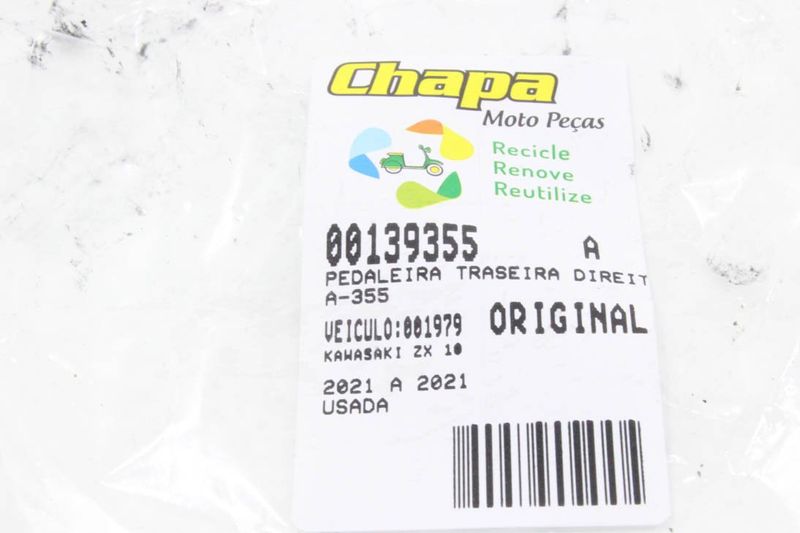 Chapa
Moto Peças
Recicle
Renove
Reutilize
00139355 A
PEDALEIRA TRASEIRA DIREIT
A-355
VEICULO:001979 ORIGINAL
KAWASAKI ZX 10
2021 A 2021
USADA